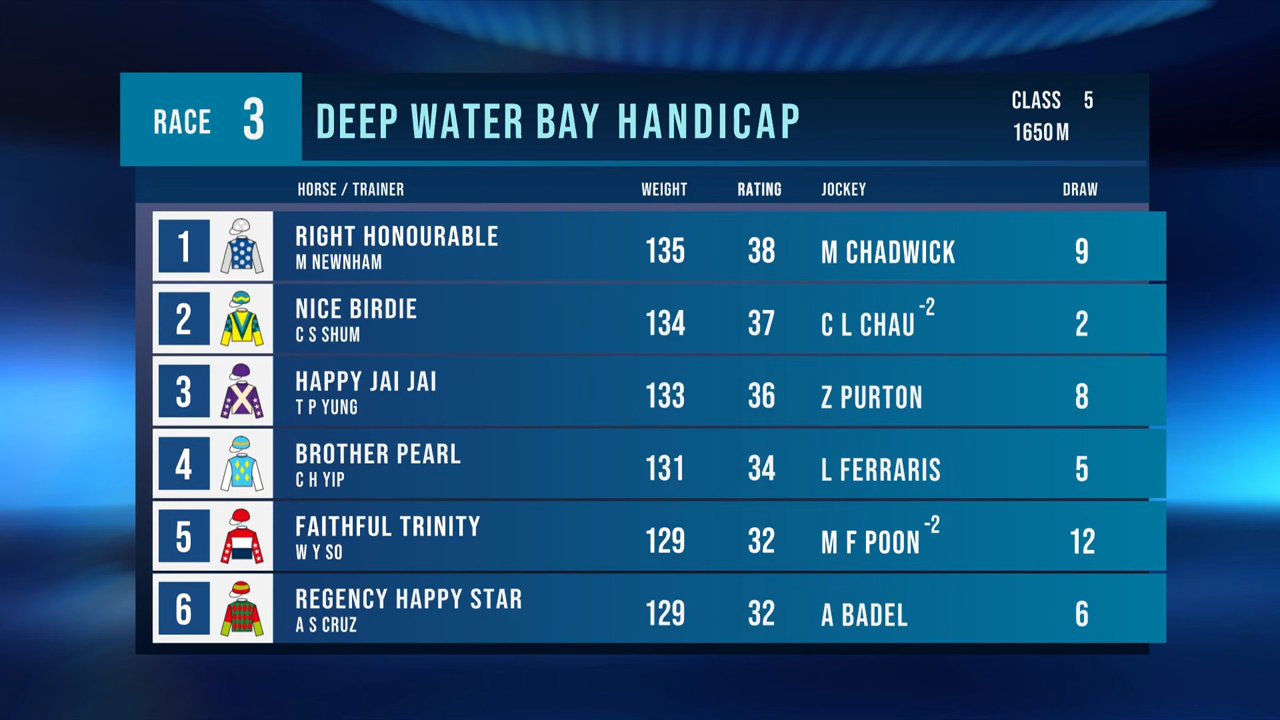 RACE 3 DEEP WATER BAY HANDICAP
CLASS 5
1650M
HORSE / TRAINER WEIGHT RATING JOCKEY DRAW
1 RIGHT HONOURABLE 135 38 M CHADWICK 9
M NEWNHAM
2 NICE BIRDIE 134 37 C L CHAU -2 2
C S SHUM
3 HAPPY JAI JAI 133 36 Z PURTON 8
T P YUNG
4 BROTHER PEARL 131 34 L FERRARIS 5
C H YIP
5 FAITHFUL TRINITY 129 32 M F POON -2 12
W Y SO
6 REGENCY HAPPY STAR 129 32 A BADEL 6
A S CRUZ